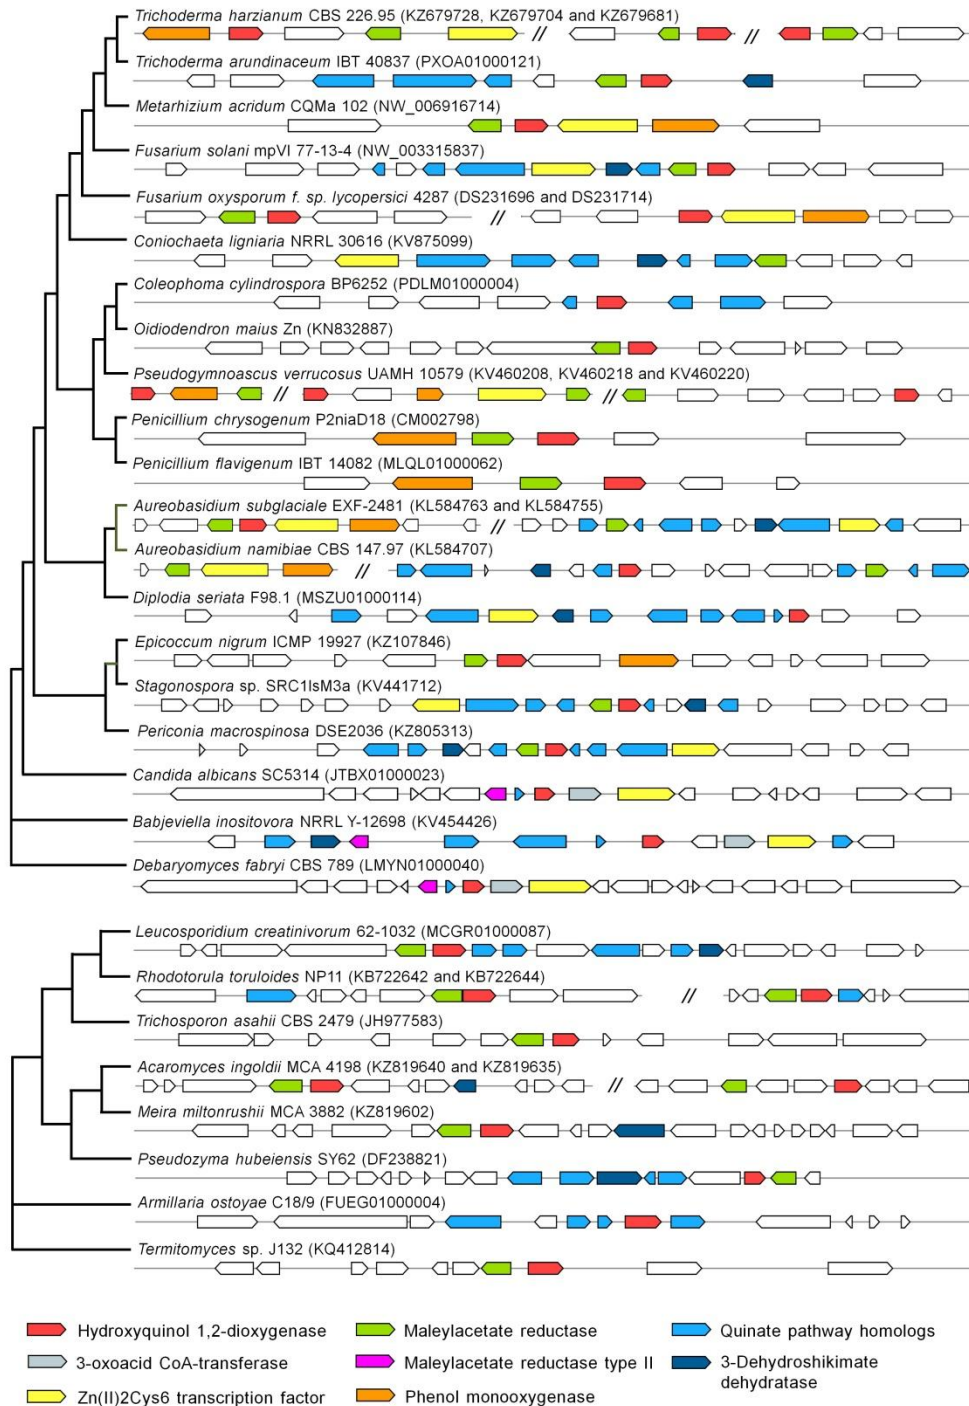 Trichoderma harzianum CBS 226.95 (KZ679728, KZ679704 and KZ679681)
//
//
Trichoderma arundinaceum IBT 40837 (PXOA01000121)
Metarhizium acridum CQMa 102 (NW_006916714)
Fusarium solani mpVI 77-13-4 (NW_003315837)
Fusarium oxysporum f. sp. lycopersici 4287 (DS231696 and DS231714)
//
Coniochaeta ligniaria NRRL 30616 (KV875099)
Coleophoma cylindrospora BP6252 (PDLM01000004)
Oidiodendron maius Zn (KN832887)
Pseudogymnoascus verrucosus UAMH 10579 (KV460208, KV460218 and KV460220)
//
//
Penicillium chrysogenum P2niaD18 (CM002798)
Penicillium flavigenum IBT 14082 (MLQL01000062)
Aureobasidium subglaciale EXF-2481 (KL584763 and KL584755)
//
Aureobasidium namibiae CBS 147.97 (KL584707)
//
Diplodia seriata F98.1 (MSZU01000114)
Epicoccum nigrum ICMP 19927 (KZ107846)
Stagonospora sp. SRC1lsM3a (KV441712)
Periconia macrospinosa DSE2036 (KZ805313)
Candida albicans SC5314 (JTBX01000023)
Babjeviella inositovora NRRL Y-12698 (KV454426)
Debaryomyces fabryi CBS 789 (LMYN01000040)
Leucosporidium creatinivorum 62-1032 (MCGR01000087)
Rhodotorula toruloides NP11 (KB722642 and KB722644)
//
Trichosporon asahii CBS 2479 (JH977583)
Acaromyces ingoldii MCA 4198 (KZ819640 and KZ819635)
//
Meira miltonrushii MCA 3882 (KZ819602)
Pseudozyma hubeiensis SY62 (DF238821)
Armillaria ostoyae C18/9 (FUEG01000004)
Termitomyces sp. J132 (KQ412814)
Hydroxyquinol 1,2-dioxygenase
Maleylacetate reductase
Quinate pathway homologs
3-oxoacid CoA-transferase
Maleylacetate reductase type II
3-Dehydroshikimate
dehydratase
Zn(II)2Cys6 transcription factor
Phenol monooxygenase